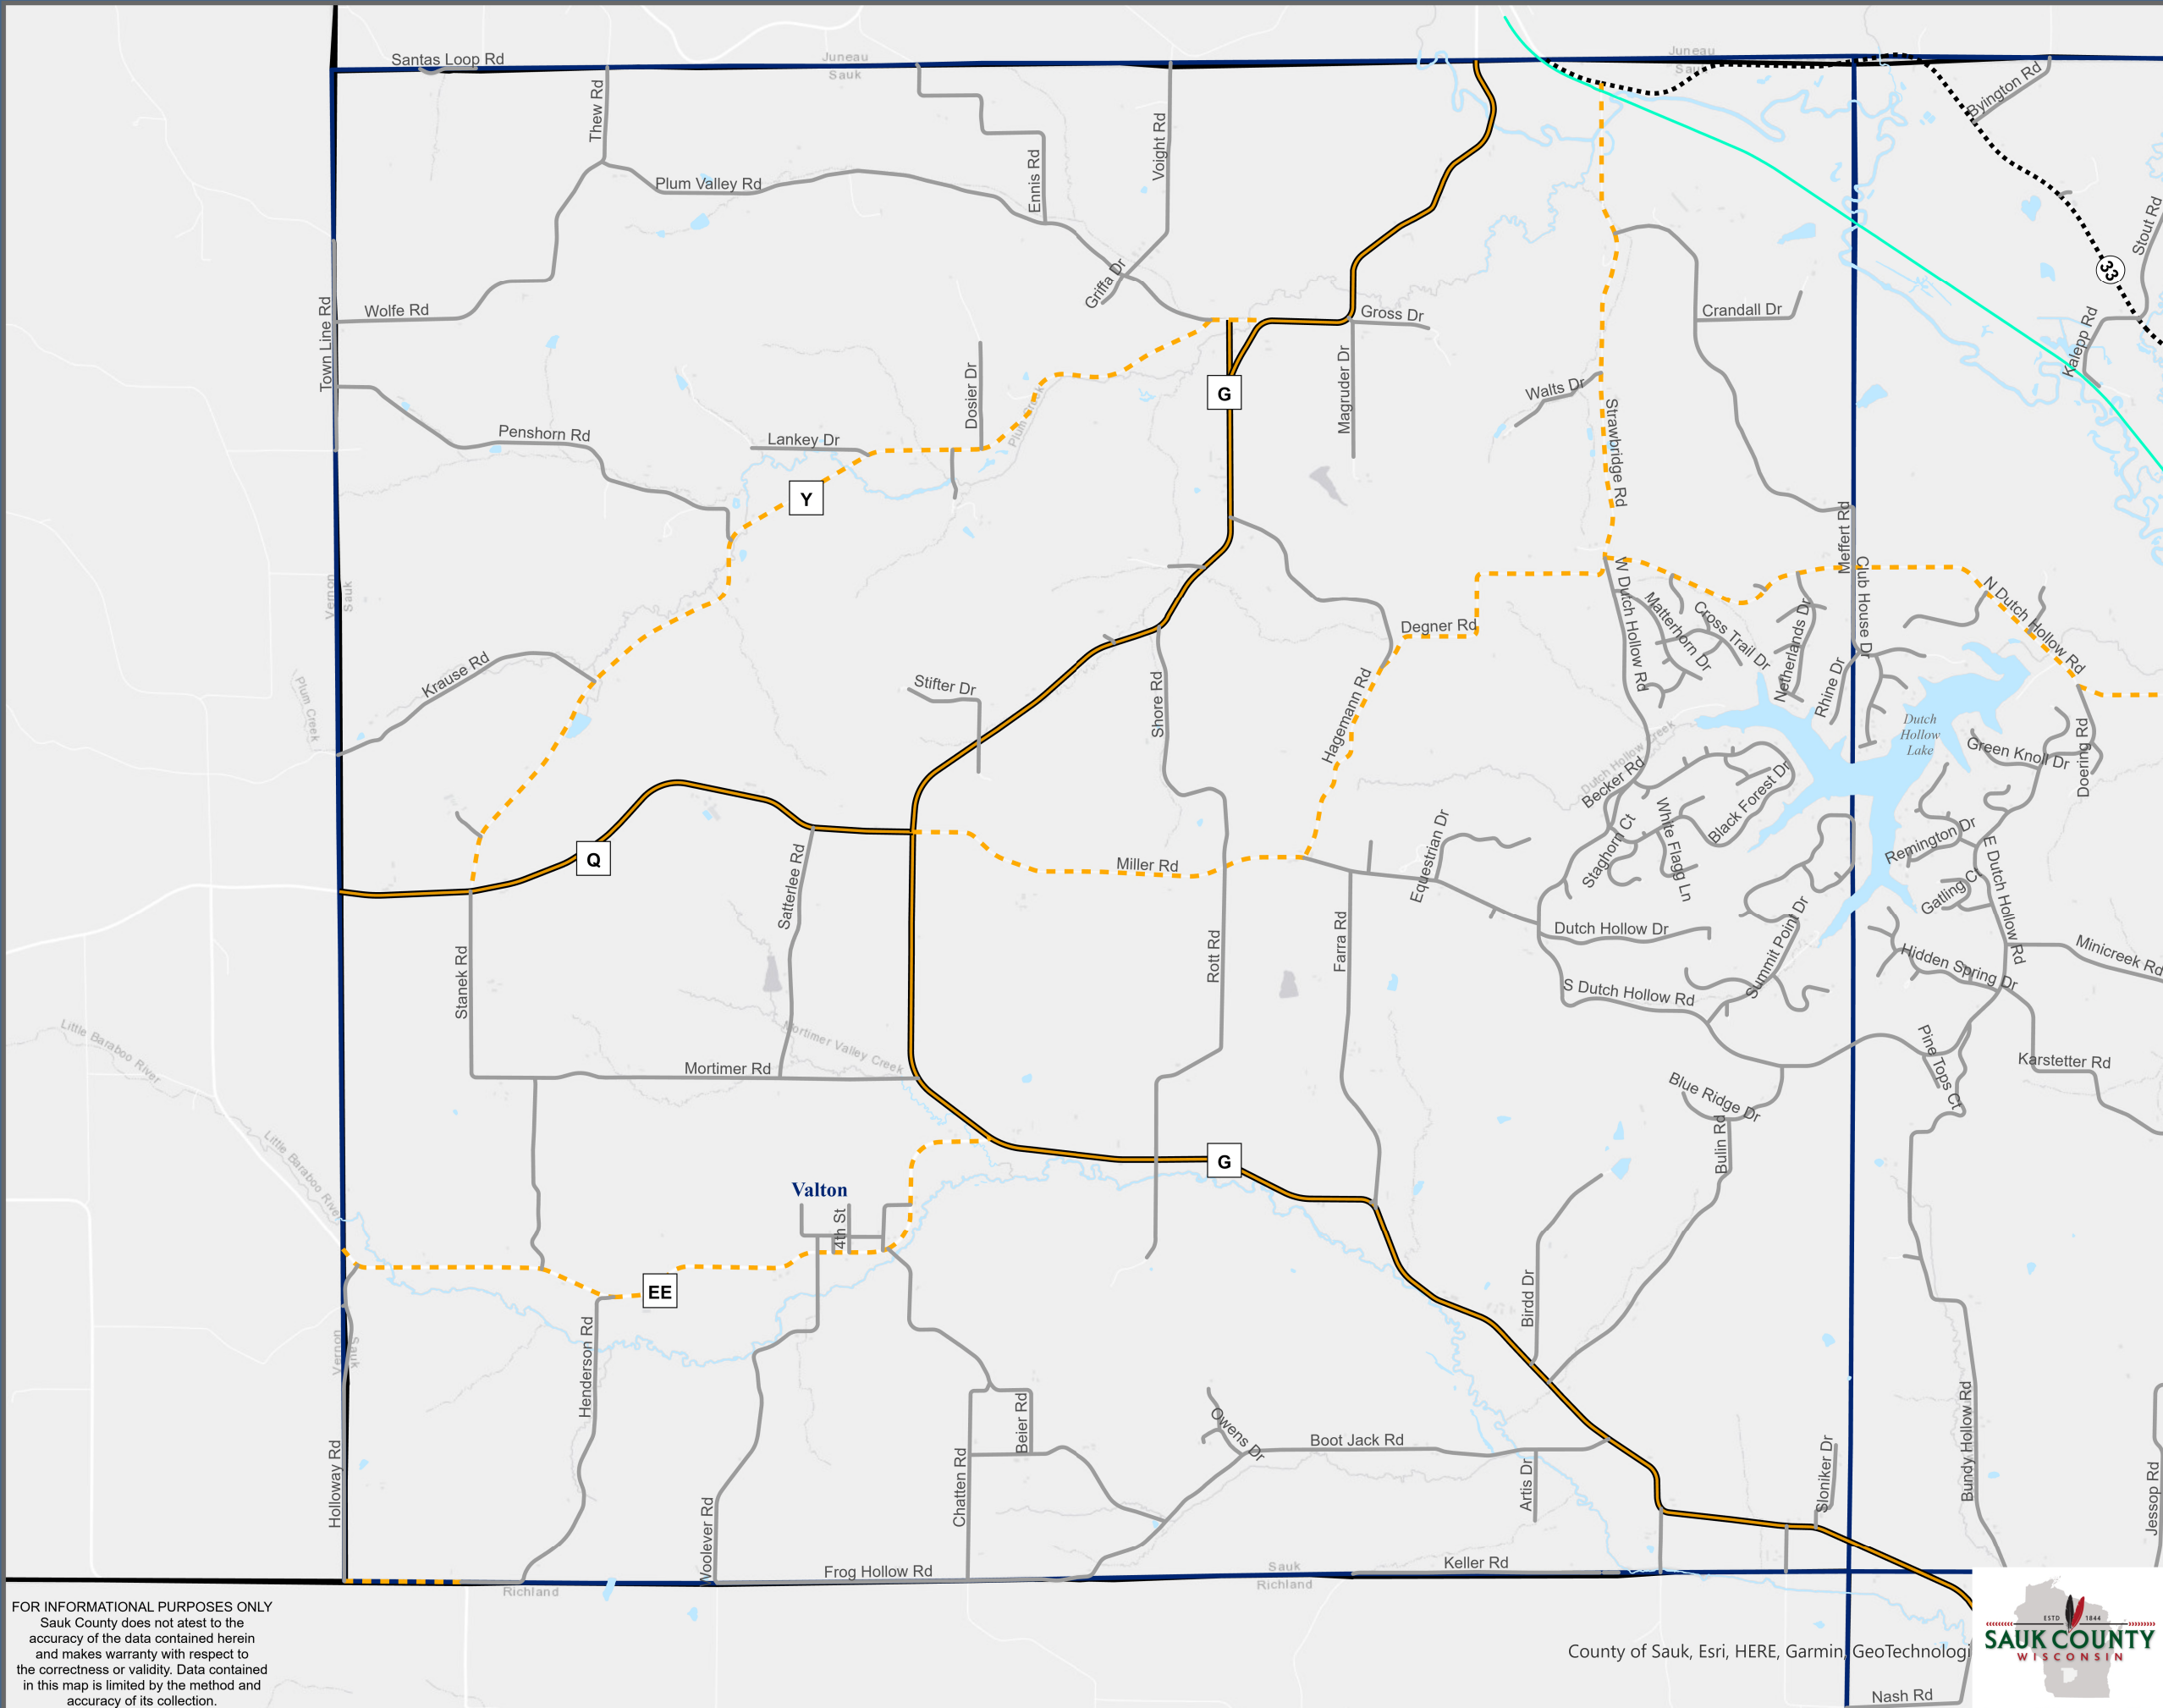 Santas Loop Rd
Juneau
Sauk
Juneau
Sauk
Byington Rd
Thew Rd
Plum Valley Rd
Ennis Rd
Voight Rd
Stout Rd
33
Griffa Dr
Wolfe Rd
Town Line Rd
Gross Dr
Crandall Dr
Kalepp Rd
G
Magruder Dr
Walts Dr
Strawbridge Rd
Dosier Dr
Plum Creek
Penshorn Rd
Lankey Dr
Y
Meffert Rd
Vernon
Sauk
Club House Dr
N Dutch Hollow Rd
W Dutch Hollow Rd
Matterhorn Dr
Cross Trail Dr
Netherlands Dr
Rhine Dr
Degner Rd
Hagemann Rd
Krause Rd
Plum Creek
Stifter Dr
Shore Rd
Dutch
Hollow
Lake
Dutch Hollow Creek
Becker Rd
Green Knoll Dr
Doering Rd
Black Forest Dr
White Flagg Ln
Staghorn Ct
Remington Dr
E Dutch Hollow Rd
Gatling Ct
Q
Miller Rd
Equestrian Dr
Satterlee Rd
Stanek Rd
Rott Rd
Farra Rd
Dutch Hollow Dr
Summit Point Dr
S Dutch Hollow Rd
Hidden Spring Dr
Minicreek Rd
Little Baraboo River
Mortimer Valley Creek
Mortimer Rd
Pine Tops Ct
Karstetter Rd
Blue Ridge Dr
Bulin Rd
Little Baraboo River
G
Valton
4th St
EE
Birdd Dr
Vernon
Sauk
Henderson Rd
Holloway Rd
Woolever Rd
Chatten Rd
Beier Rd
Owens Dr
Boot Jack Rd
Artis Dr
Sloniker Dr
Bundy Hollow Rd
Jessop Rd
Frog Hollow Rd
Keller Rd
Sauk
Richland
Richland
FOR INFORMATIONAL PURPOSES ONLY
Sauk County does not atest to the
accuracy of the data contained herein
and makes warranty with respect to
the correctness or validity. Data contained
in this map is limited by the method and
accuracy of its collection.
County of Sauk, Esri, HERE, Garmin, GeoTechnologi
ESTD 1844
SAUK COUNTY
WISCONSIN
Nash Rd